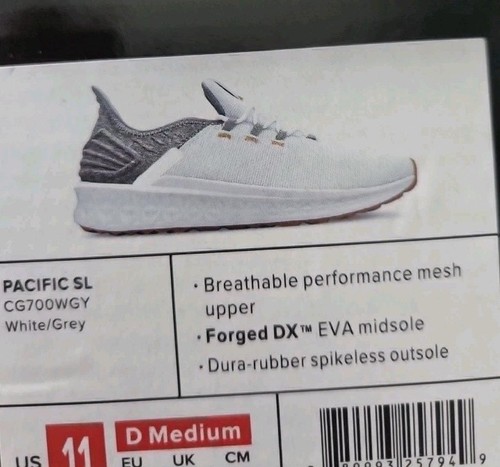 PACIFIC SL
CG700WGY
White/Grey
· Breathable performance mesh
upper
· Forged DX™ EVA midsole
· Dura-rubber spikeless outsole
US 11 D Medium
EU UK CM